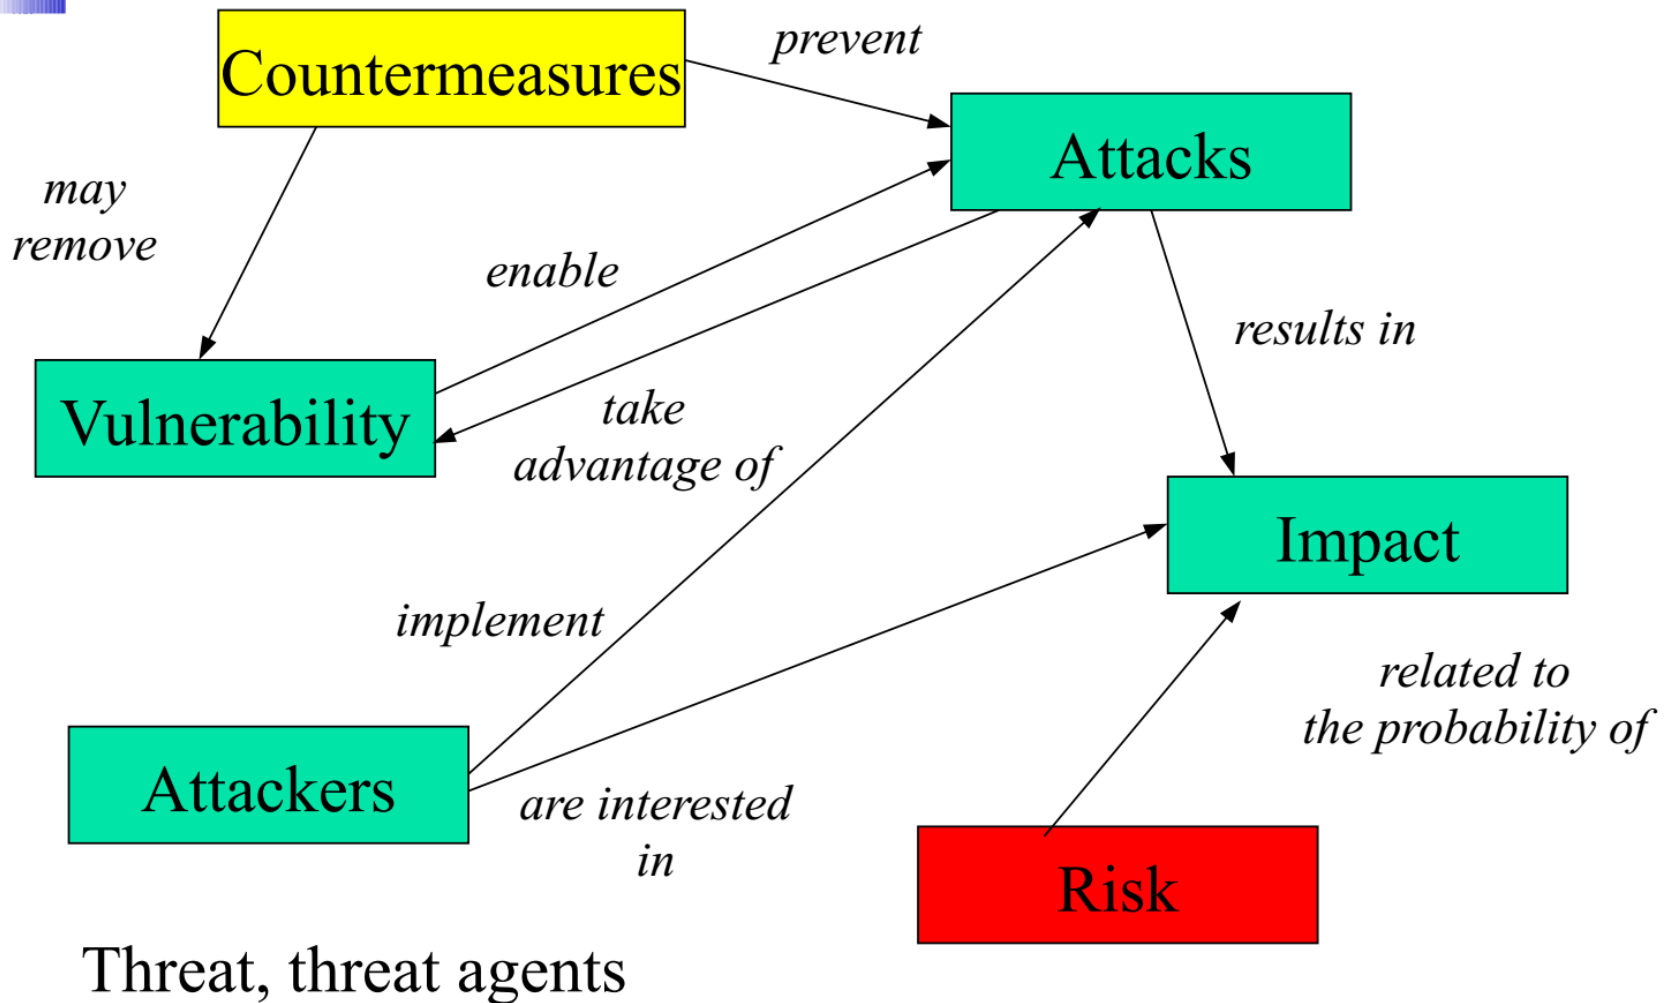 Countermeasures
prevent
Attacks
may
remove
enable
results in
Vulnerability
take
advantage of
Impact
implement
related to
the probability of
Attackers
are interested
in
Risk
Threat, threat agents